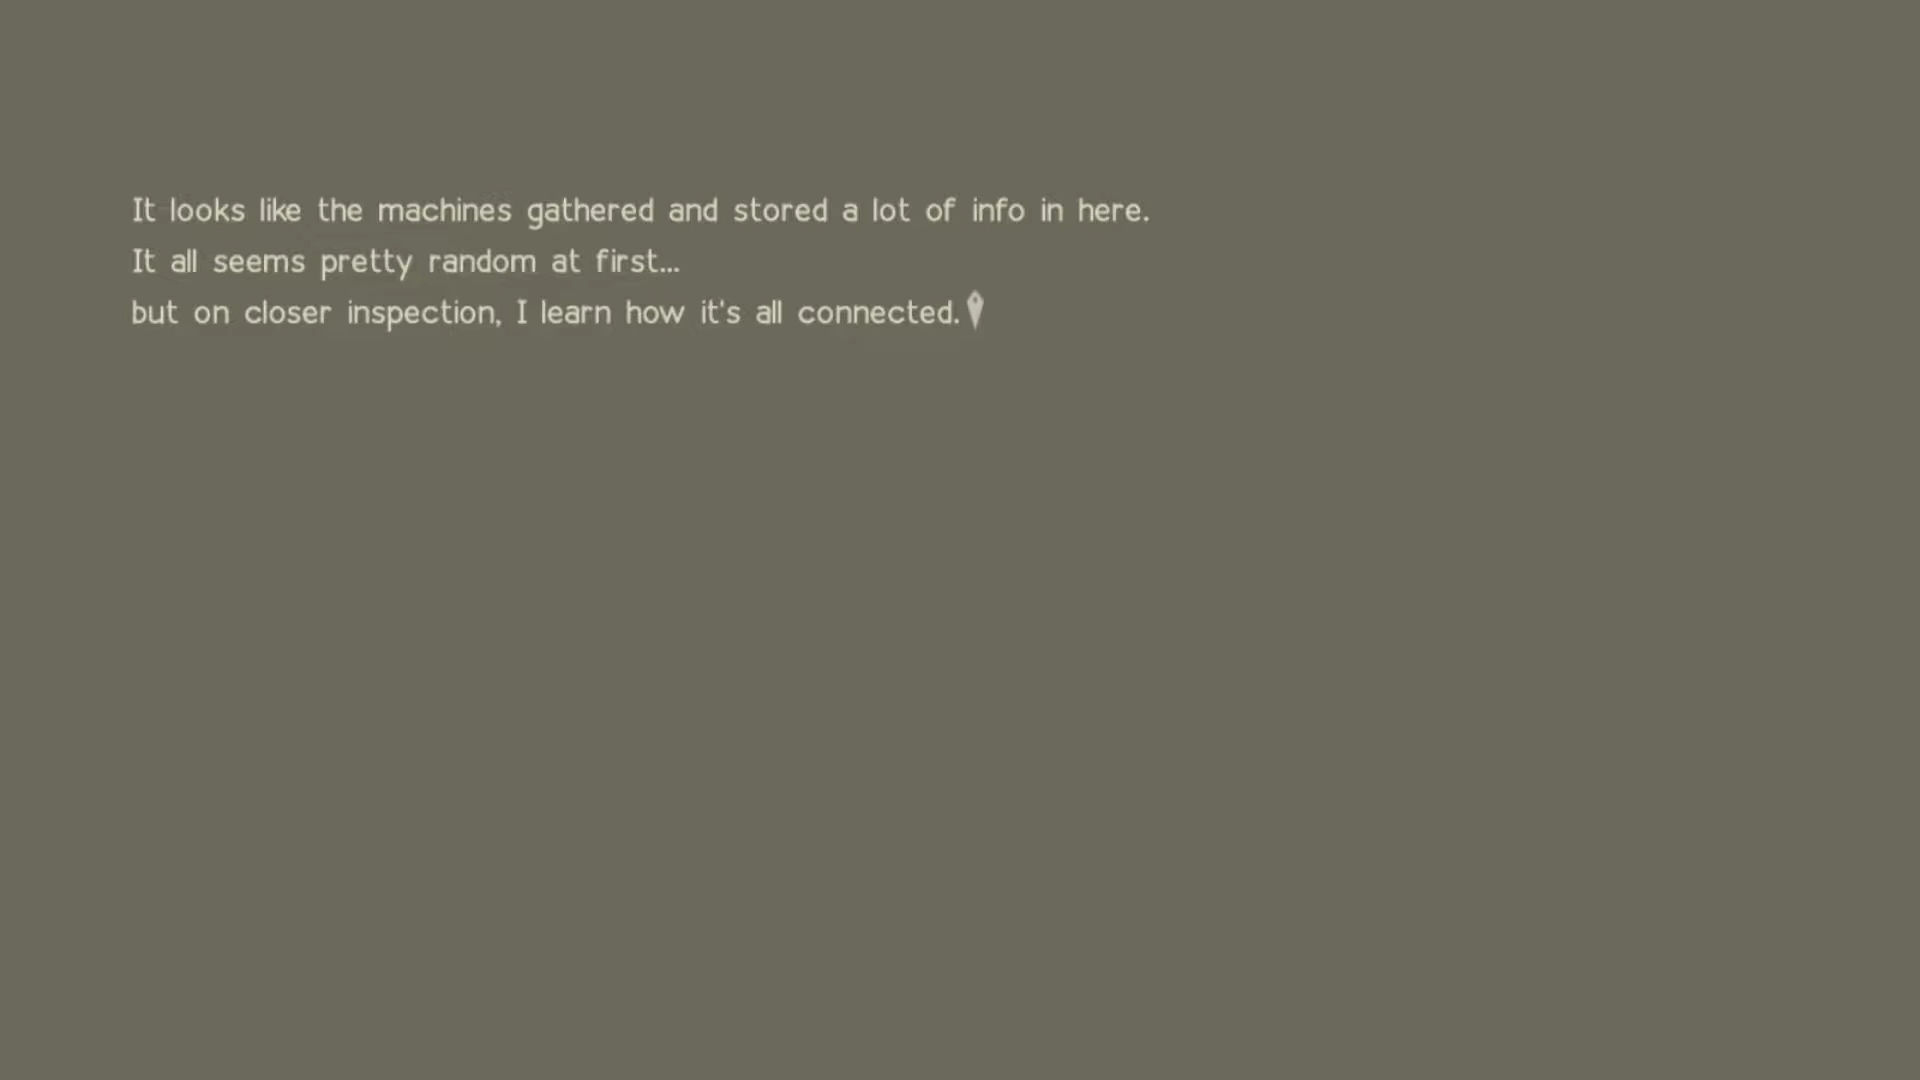 It looks like the machines gathered and stored a lot of info in here.
It all seems pretty random at first...
but on closer inspection, I learn how it's all connected.